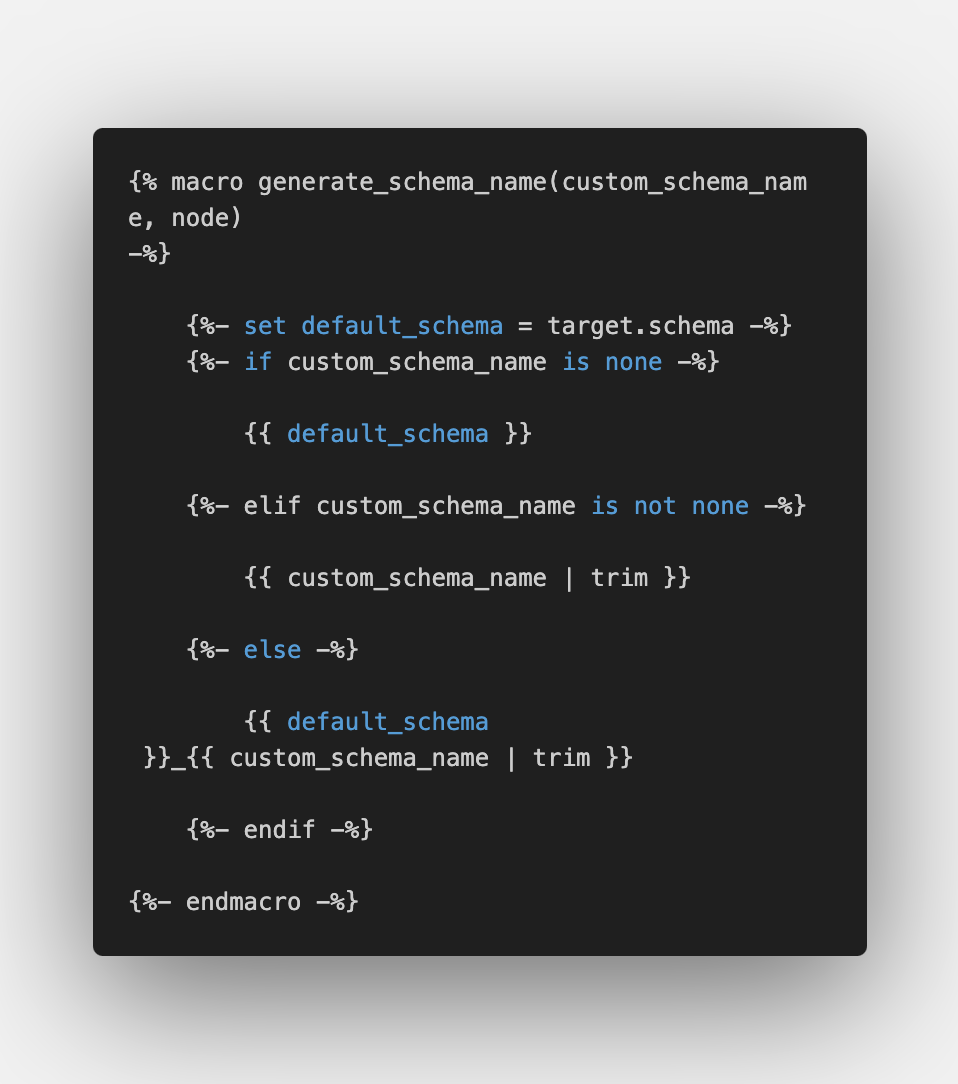 {% macro generate_schema_name(custom_schema_nam
e, node)
-%}
    {%- set default_schema = target.schema -%}
    {%- if custom_schema_name is none -%}
        {{ default_schema }}
    {%- elif custom_schema_name is not none -%}
        {{ custom_schema_name | trim }}
    {%- else -%}
        {{ default_schema
 }}_{{ custom_schema_name | trim }}
    {%- endif -%}
{%- endmacro -%}